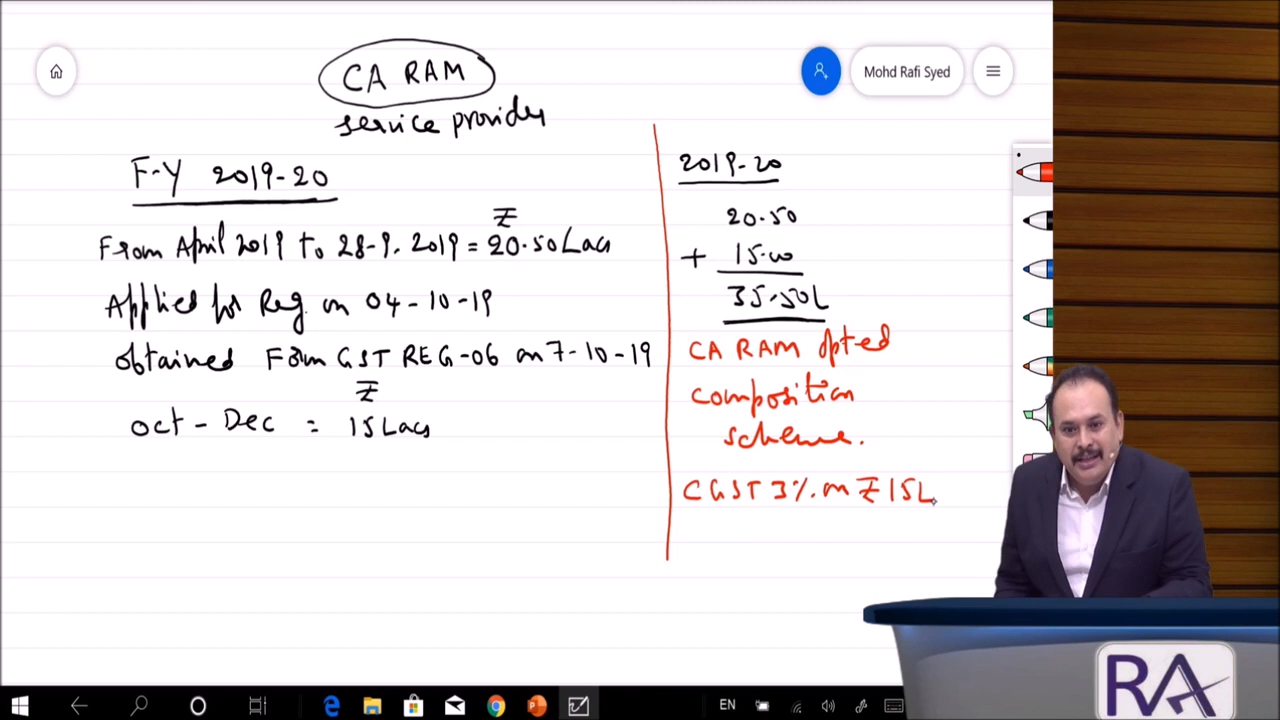 CA RAM
service provider
Mohd Rafi Syed
F-Y 2019-20
₹
From April 2019 to 28-9-2019 = 20.50 Lacs
Applied for Reg. on 04-10-19
obtained Form GST REG-06 on 7-10-19
₹
Oct - Dec = 15 Lacs
2019-20
20.50
+ 15.00
35.50L
CA RAM opted
composition
scheme.
CGST 3%. on ₹15L
RA
EN